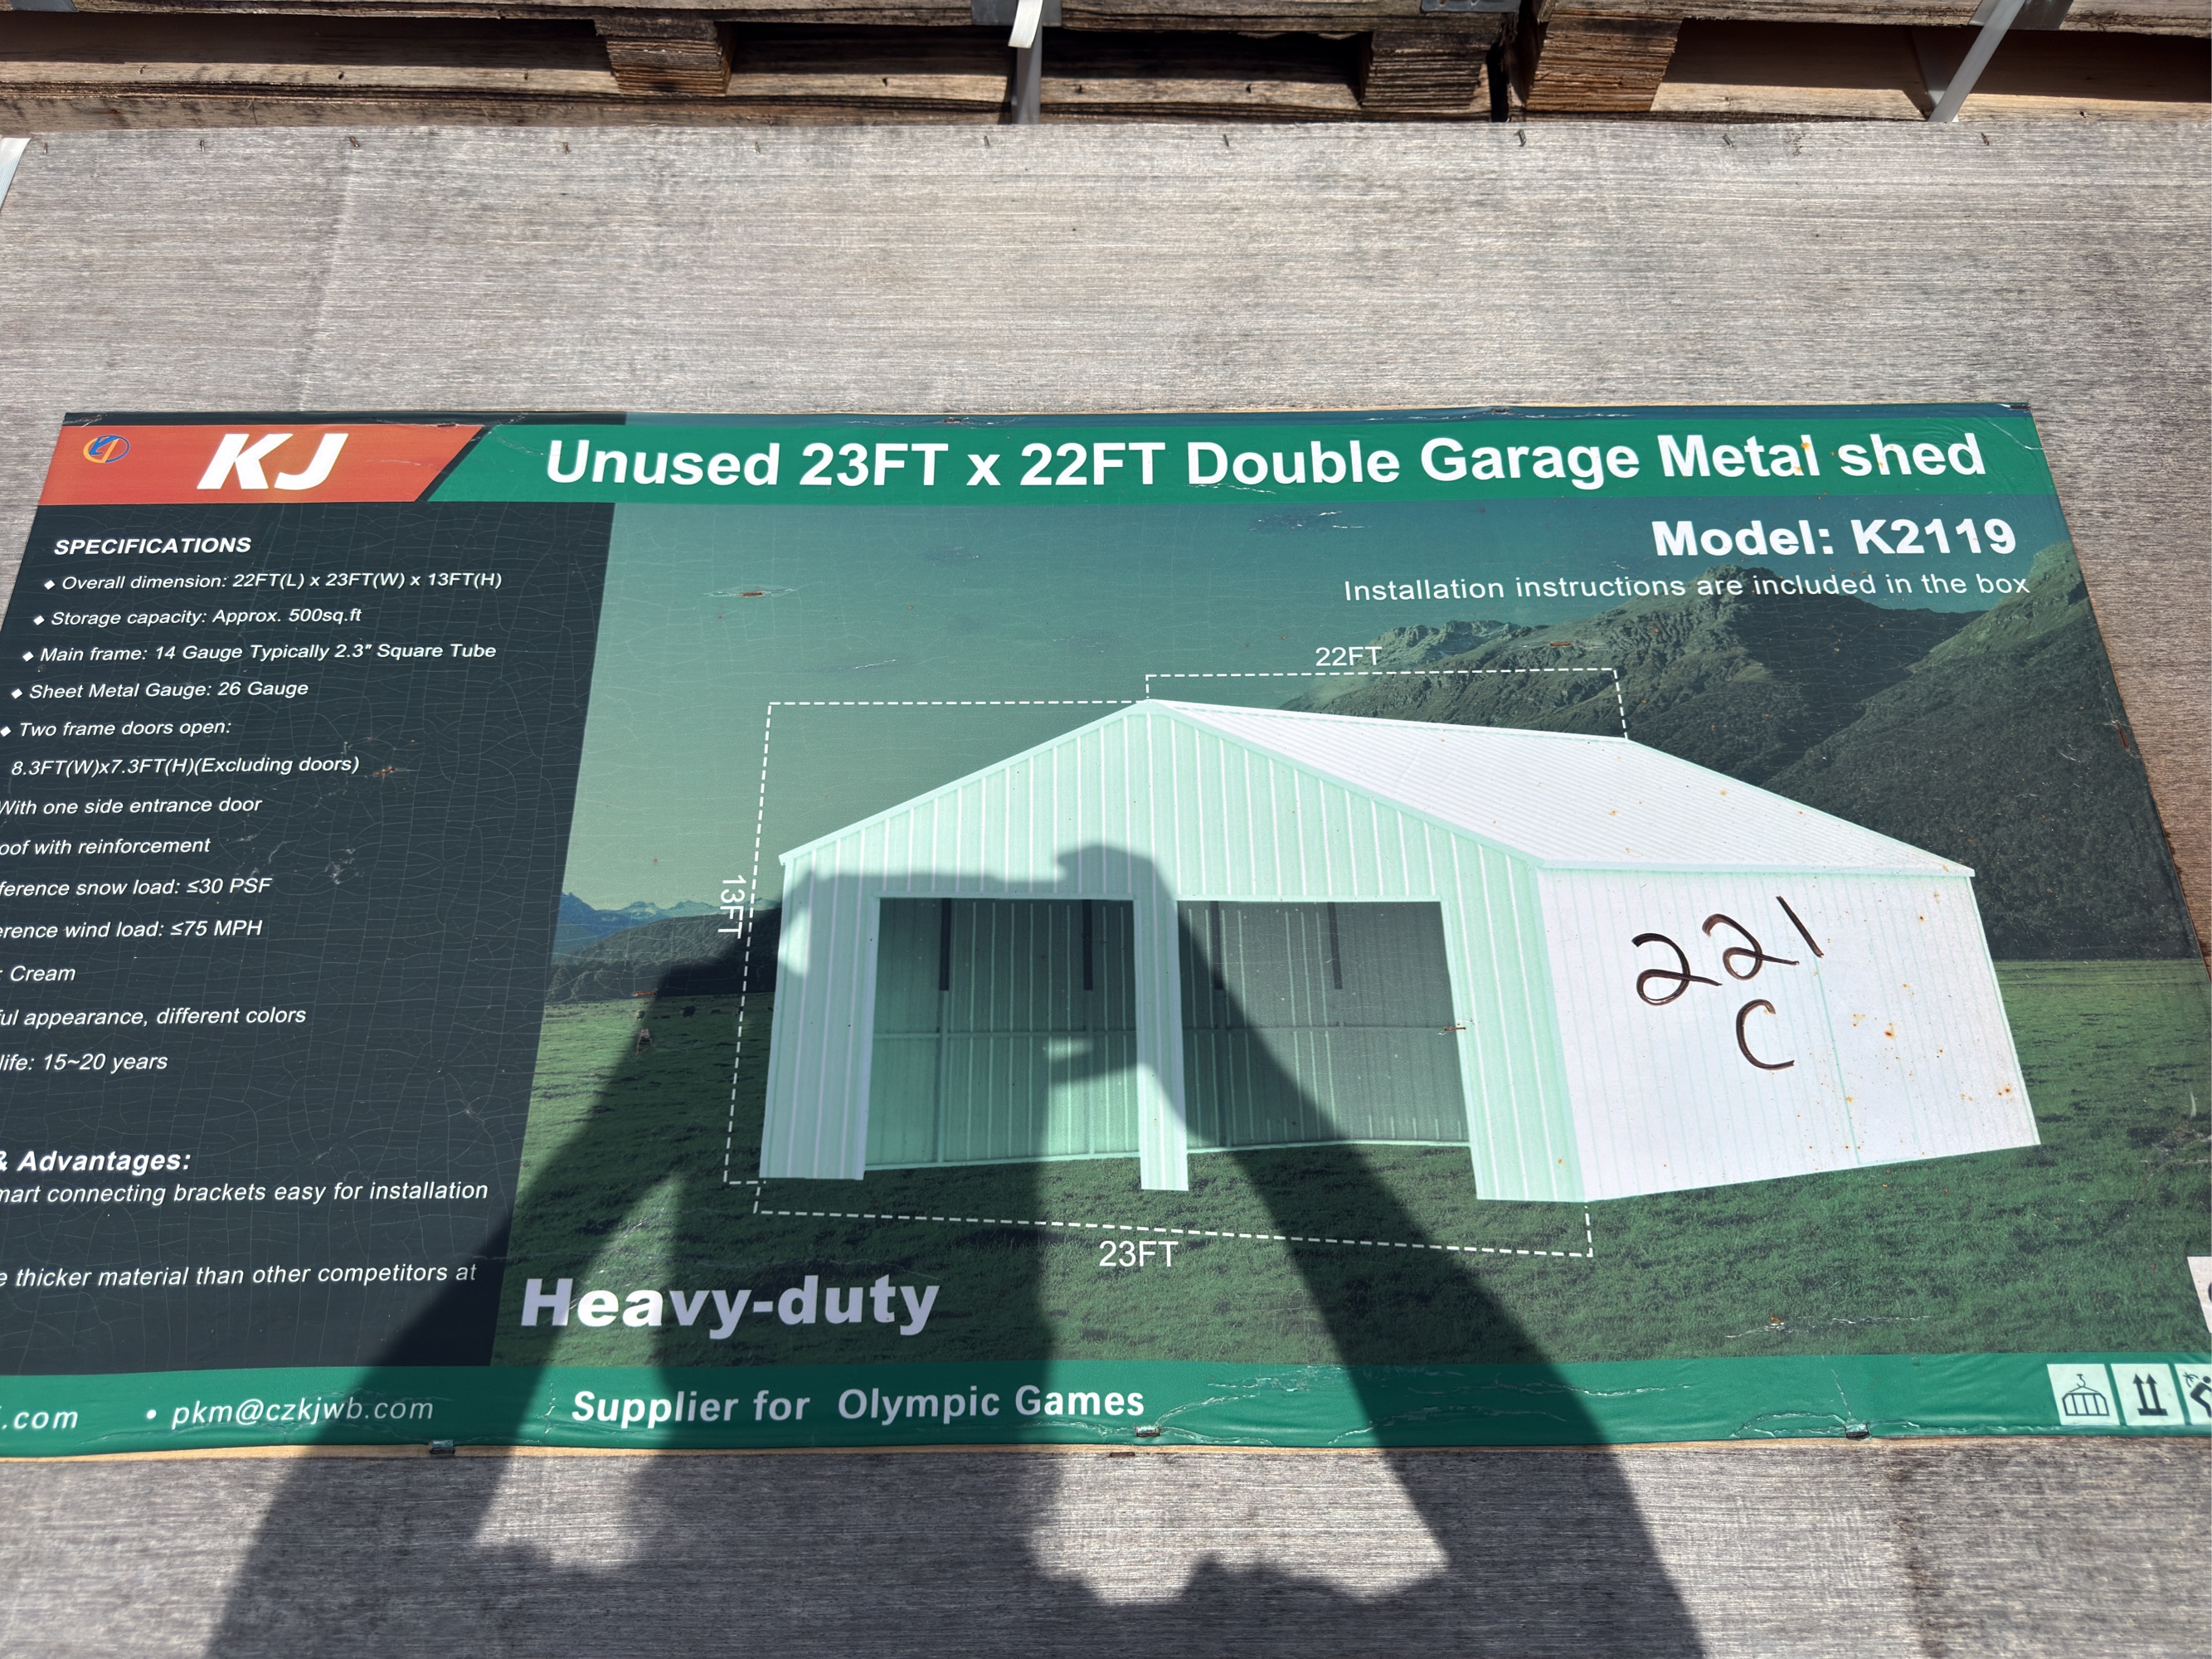 KJ
Unused 23FT x 22FT Double Garage Metal shed
SPECIFICATIONS
◆ Overall dimension: 22FT(L) x 23FT(W) x 13FT(H)
◆ Storage capacity: Approx. 500sq.ft
◆ Main frame: 14 Gauge Typically 2.3" Square Tube
◆ Sheet Metal Gauge: 26 Gauge
◆ Two frame doors open:
8.3FT(W)x7.3FT(H)(Excluding doors)
With one side entrance door
oof with reinforcement
ference snow load: ≤30 PSF
erence wind load: ≤75 MPH
: Cream
ful appearance, different colors
life: 15~20 years
& Advantages:
mart connecting brackets easy for installation
e thicker material than other competitors at
Model: K2119
Installation instructions are included in the box
22FT
13FT
23FT
221
C
Heavy-duty
.com
• pkm@czkjwb.com
Supplier for Olympic Games